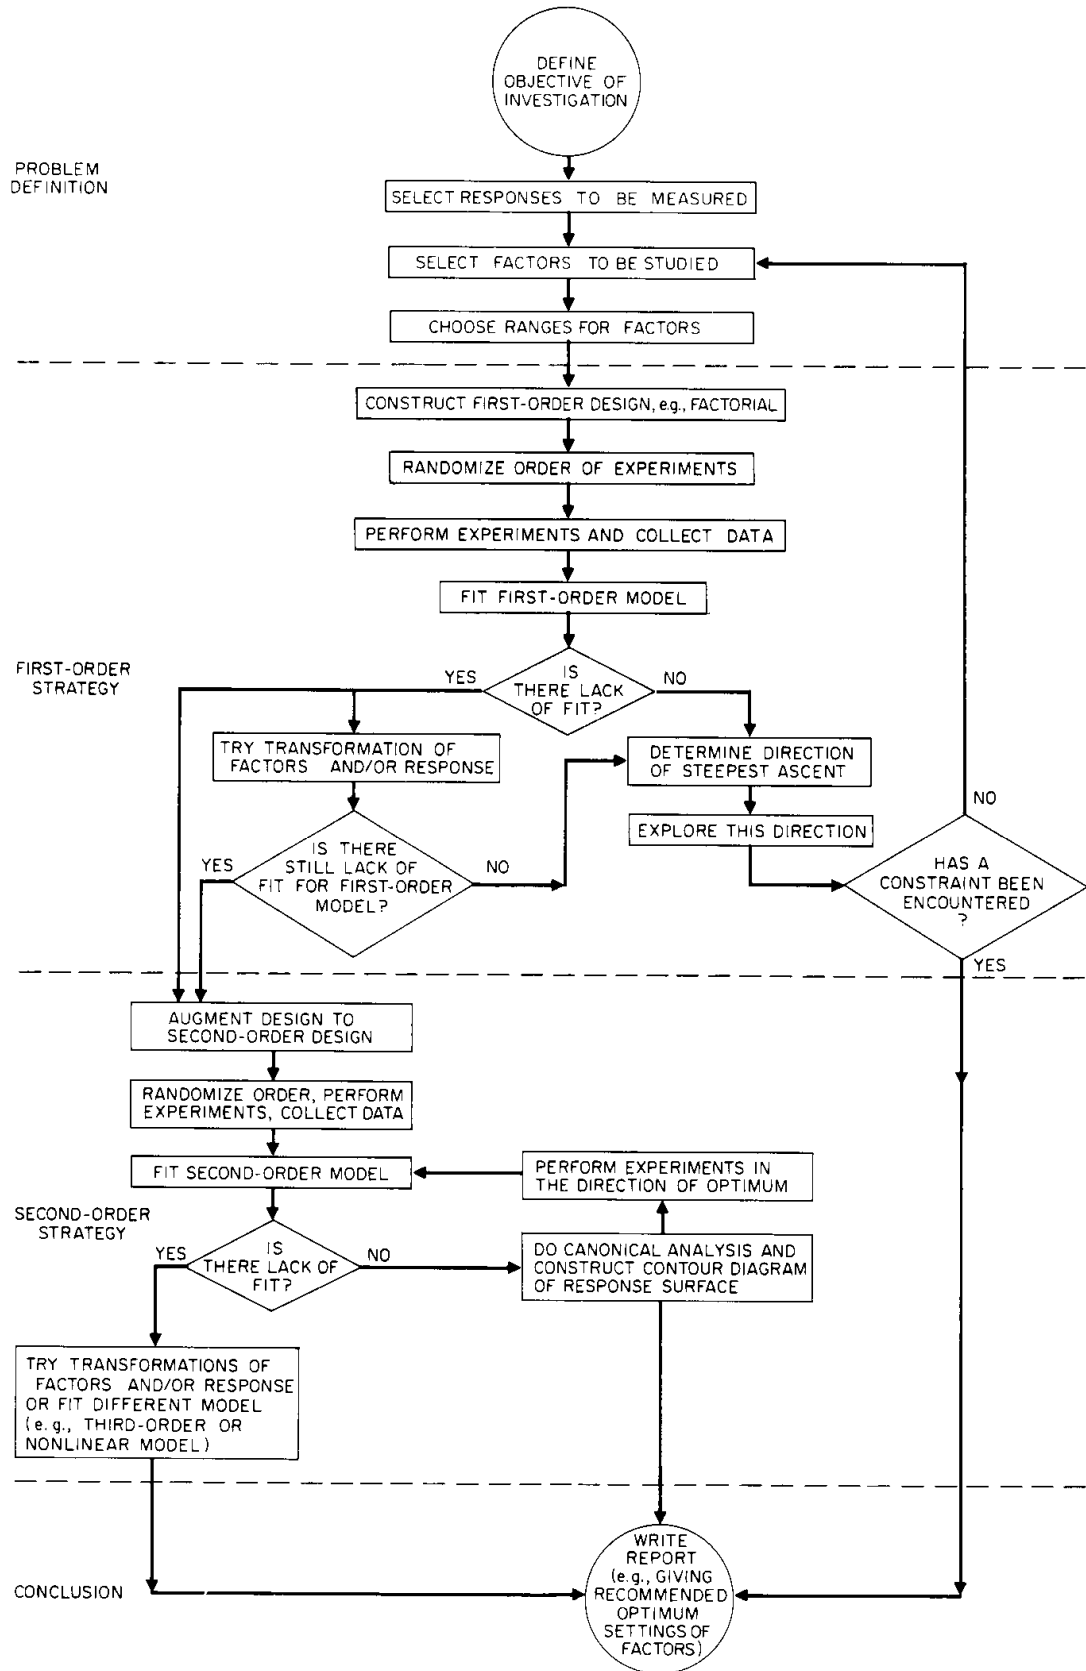 DEFINE
OBJECTIVE OF
INVESTIGATION
PROBLEM
DEFINITION
SELECT RESPONSES TO BE MEASURED
SELECT FACTORS TO BE STUDIED
CHOOSE RANGES FOR FACTORS
CONSTRUCT FIRST-ORDER DESIGN, e.g., FACTORIAL
RANDOMIZE ORDER OF EXPERIMENTS
PERFORM EXPERIMENTS AND COLLECT DATA
FIT FIRST-ORDER MODEL
FIRST-ORDER
STRATEGY
YES
IS
THERE LACK
OF FIT?
NO
TRY TRANSFORMATION OF
FACTORS AND/OR RESPONSE
DETERMINE DIRECTION
OF STEEPEST ASCENT
EXPLORE THIS DIRECTION
NO
YES
IS THERE
STILL LACK OF
FIT FOR FIRST-ORDER
MODEL?
NO
HAS A
CONSTRAINT BEEN
ENCOUNTERED
?
YES
AUGMENT DESIGN TO
SECOND-ORDER DESIGN
RANDOMIZE ORDER, PERFORM
EXPERIMENTS, COLLECT DATA
FIT SECOND-ORDER MODEL
PERFORM EXPERIMENTS IN
THE DIRECTION OF OPTIMUM
SECOND-ORDER
STRATEGY
YES
IS
THERE LACK OF
FIT?
NO
DO CANONICAL ANALYSIS AND
CONSTRUCT CONTOUR DIAGRAM
OF RESPONSE SURFACE
TRY TRANSFORMATIONS OF
FACTORS AND/OR RESPONSE
OR FIT DIFFERENT MODEL
(e.g., THIRD-ORDER OR
NONLINEAR MODEL)
CONCLUSION
WRITE
REPORT
(e.g., GIVING
RECOMMENDED
OPTIMUM
SETTINGS OF
FACTORS)